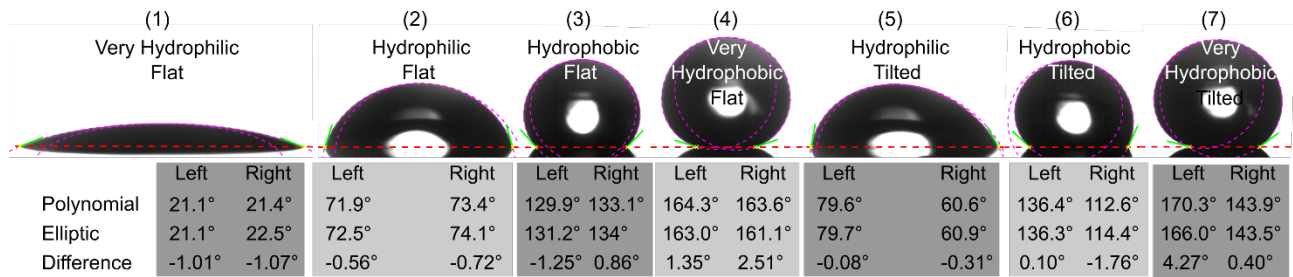 (1) (2) (3) (4) (5) (6) (7)
Very Hydrophilic
Flat
Hydrophilic
Flat
Hydrophobic
Flat
Very
Hydrophobic
Flat
Hydrophilic
Tilted
Hydrophobic
Tilted
Very
Hydrophobic
Tilted
Left Right Left Right Left Right Left Right Left Right Left Right Left Right
Polynomial 21.1° 21.4° 71.9° 73.4° 129.9° 133.1° 164.3° 163.6° 79.6° 60.6° 136.4° 112.6° 170.3° 143.9°
Elliptic 21.1° 22.5° 72.5° 74.1° 131.2° 134° 163.0° 161.1° 79.7° 60.9° 136.3° 114.4° 166.0° 143.5°
Difference -1.01° -1.07° -0.56° -0.72° -1.25° 0.86° 1.35° 2.51° -0.08° -0.31° 0.10° -1.76° 4.27° 0.40°